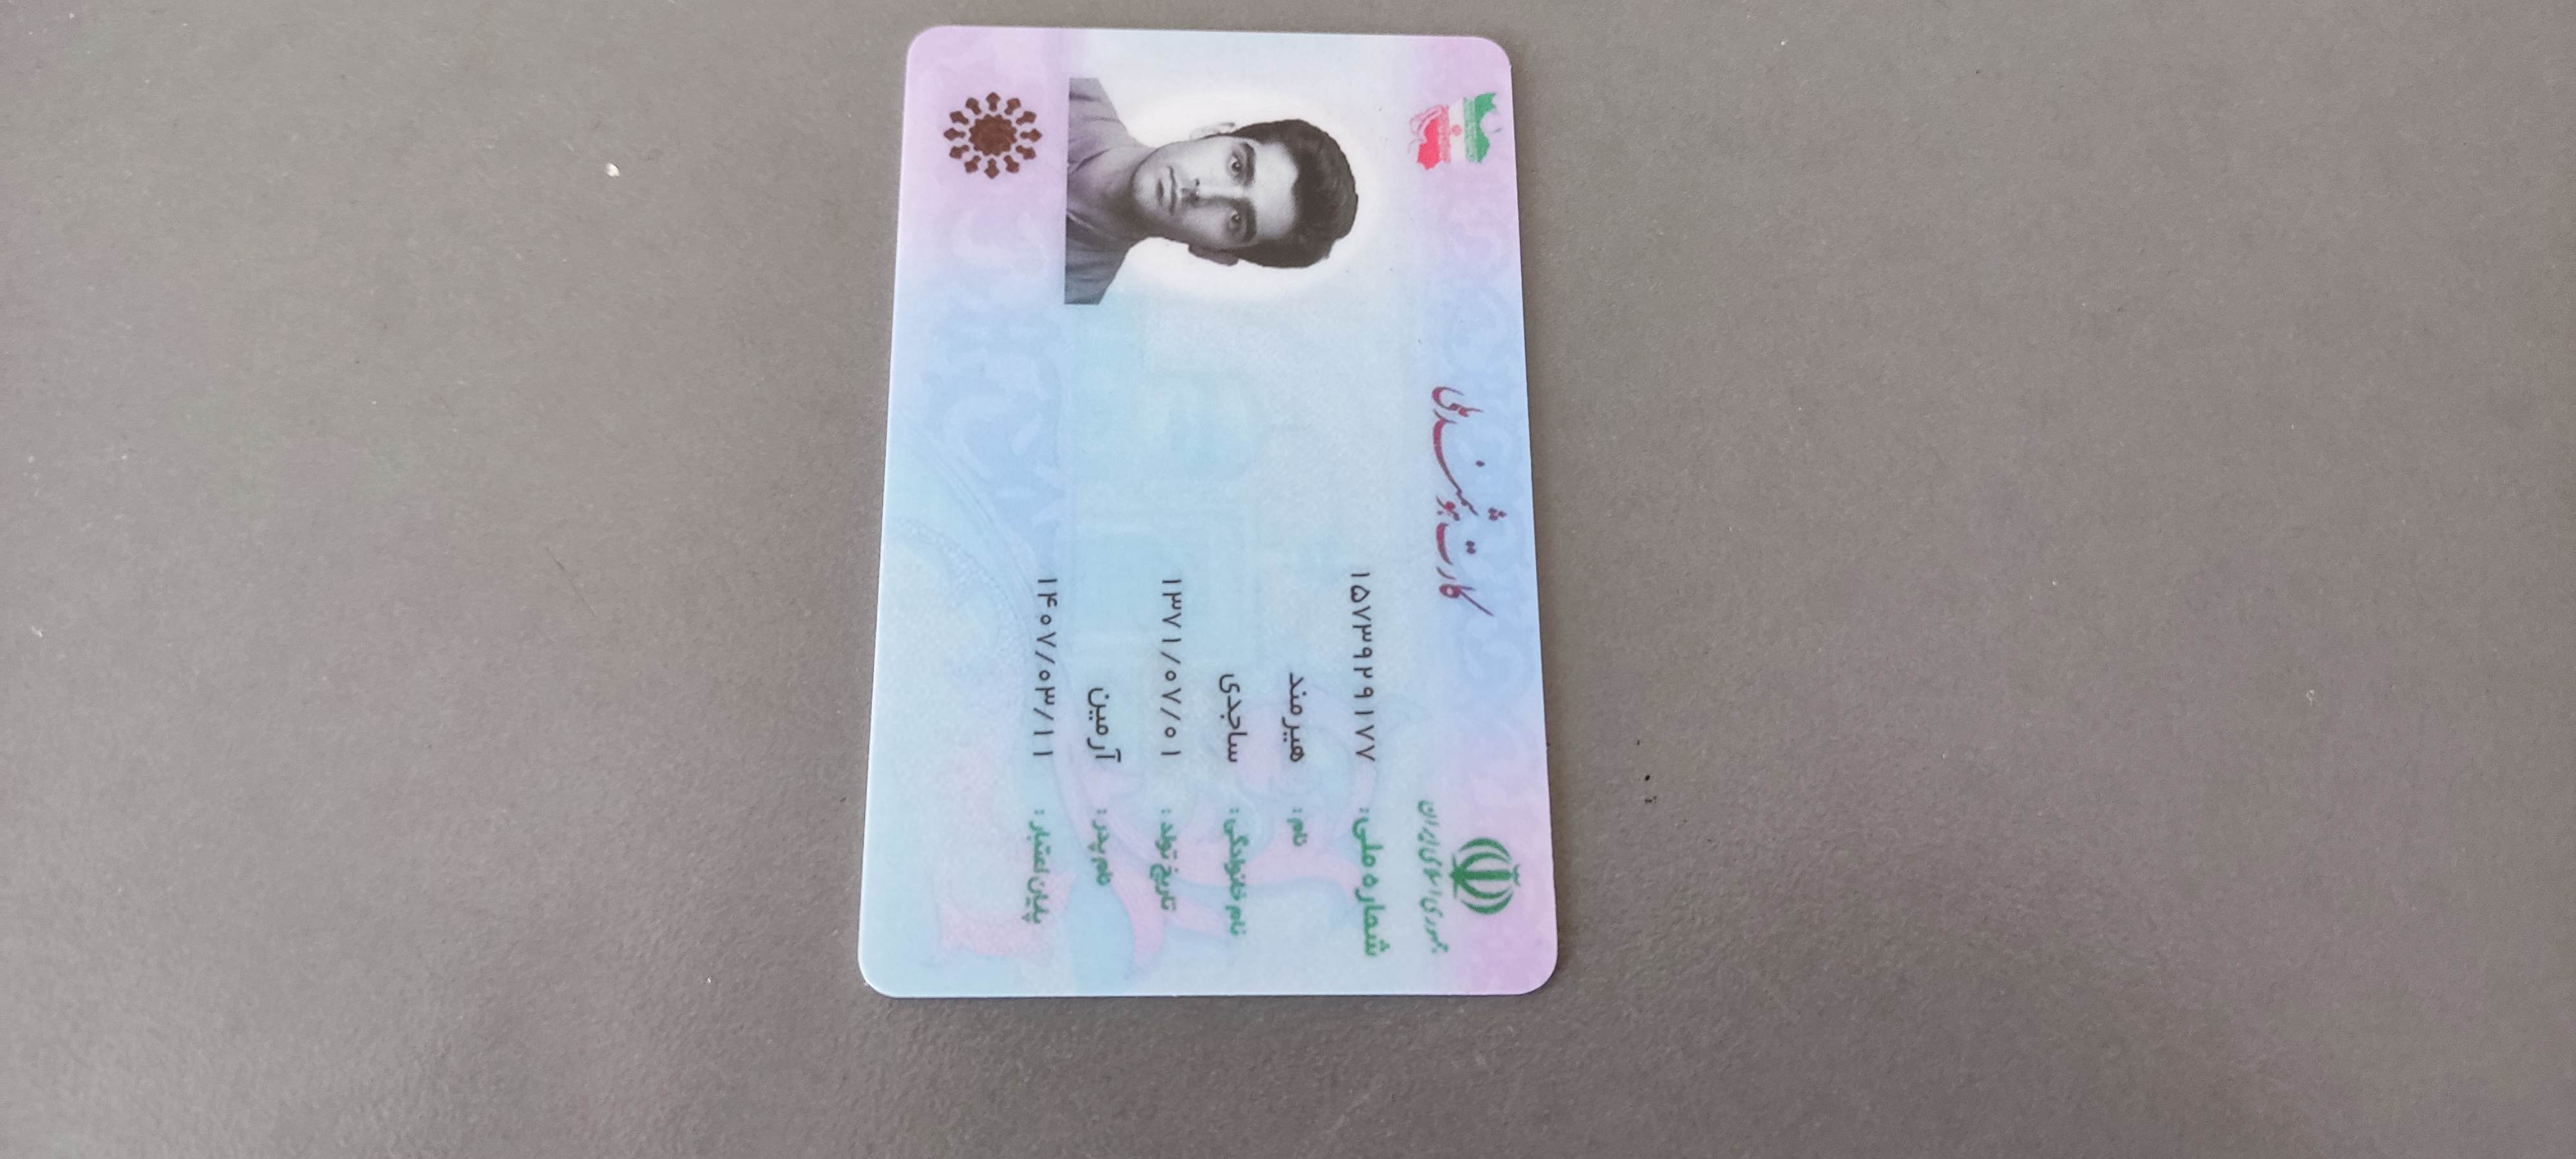 جمهوری اسلامی ایران
کارت هوشمند ملی
شماره ملی: ۱۵۷۳۹۲۹۱۷۷
نام: هیرمند
نام خانوادگی: ساجدی
تاریخ تولد: ۱۳۷۱/۰۷/۰۱
نام پدر: آرمین
پایان اعتبار: ۱۴۰۷/۰۳/۱۱